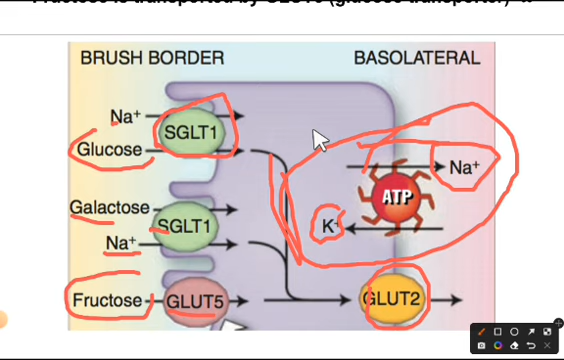 Fructose is transported by GLUT5 (glucose transporter)
BRUSH BORDER BASOLATERAL
Na+
SGLT1
Glucose
Na+
ATP
Galactose
SGLT1
K+
Na+
Fructose
GLUT5
GLUT2